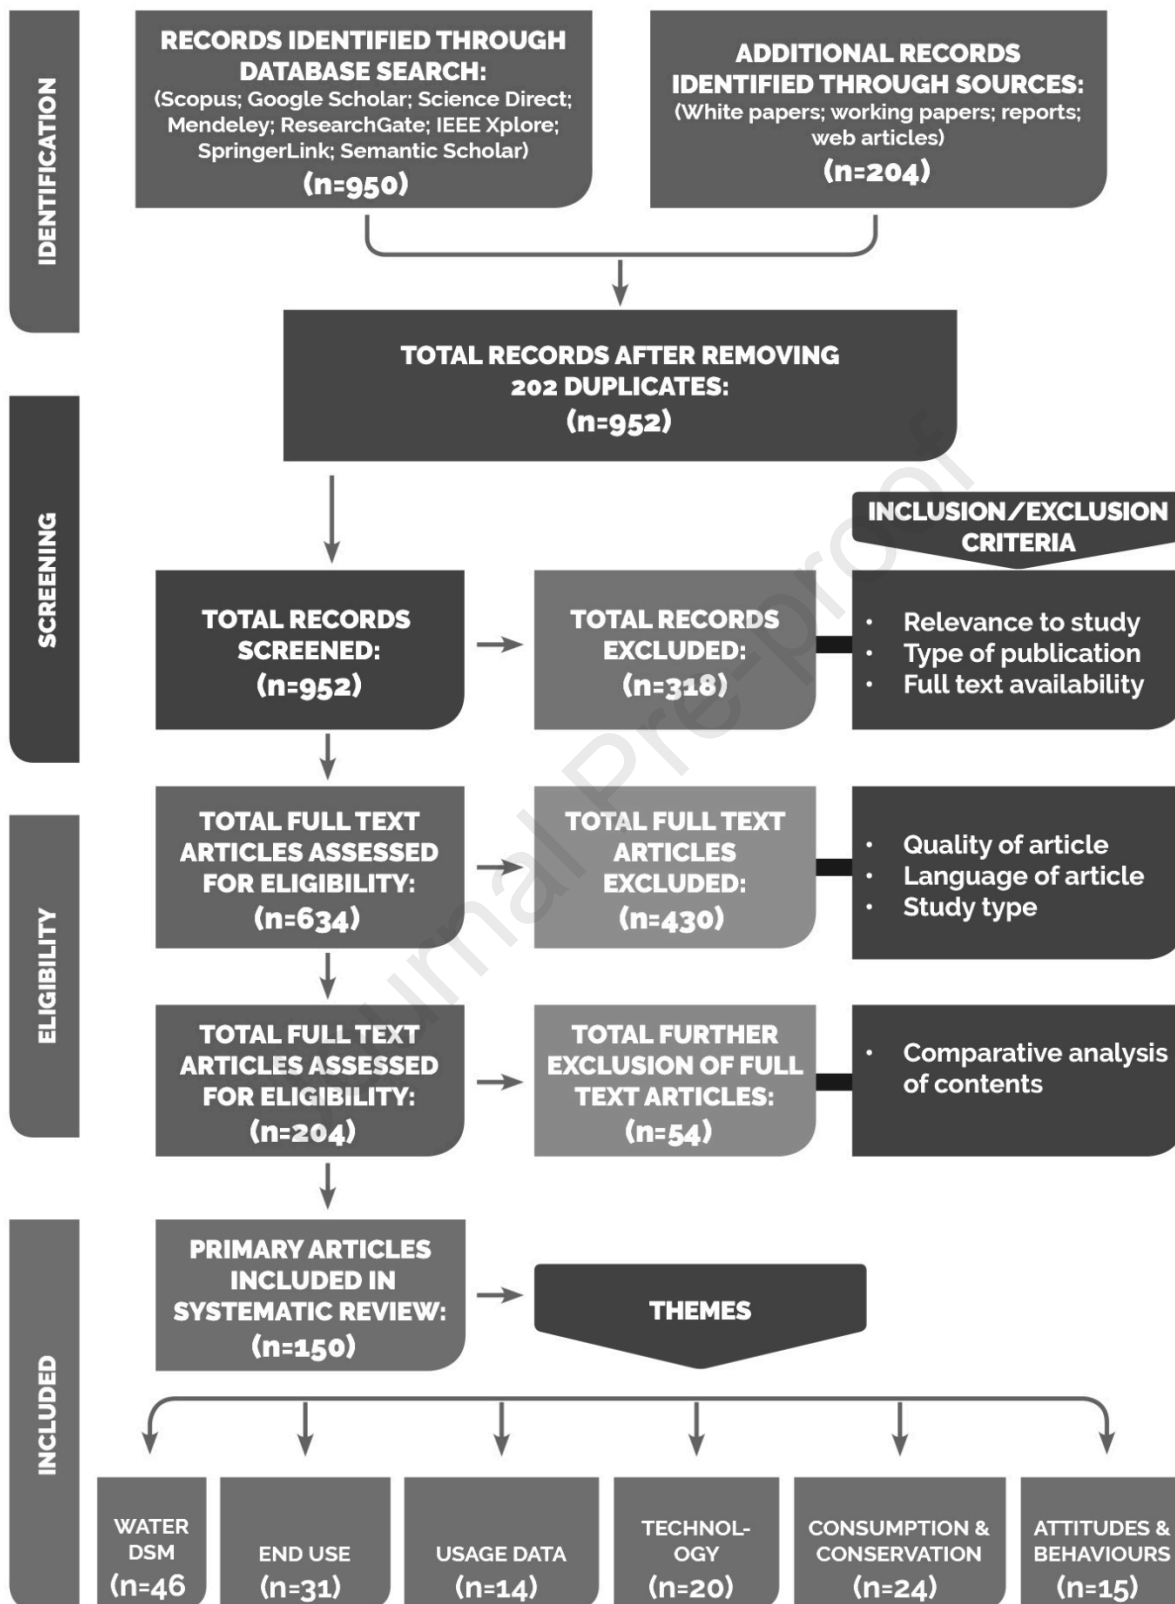 IDENTIFICATION
RECORDS IDENTIFIED THROUGH
DATABASE SEARCH:
(Scopus; Google Scholar; Science Direct;
Mendeley; ResearchGate; IEEE Xplore;
SpringerLink; Semantic Scholar)
(n=950)
ADDITIONAL RECORDS
IDENTIFIED THROUGH SOURCES:
(White papers; working papers; reports;
web articles)
(n=204)
TOTAL RECORDS AFTER REMOVING
202 DUPLICATES:
(n=952)
SCREENING
INCLUSION/EXCLUSION
CRITERIA
TOTAL RECORDS
SCREENED:
(n=952)
TOTAL RECORDS
EXCLUDED:
(n=318)
• Relevance to study
• Type of publication
• Full text availability
ELIGIBILITY
TOTAL FULL TEXT
ARTICLES ASSESSED
FOR ELIGIBILITY:
(n=634)
TOTAL FULL TEXT
ARTICLES
EXCLUDED:
(n=430)
• Quality of article
• Language of article
• Study type
TOTAL FULL TEXT
ARTICLES ASSESSED
FOR ELIGIBILITY:
(n=204)
TOTAL FURTHER
EXCLUSION OF FULL
TEXT ARTICLES:
(n=54)
• Comparative analysis
of contents
INCLUDED
PRIMARY ARTICLES
INCLUDED IN
SYSTEMATIC REVIEW:
(n=150)
THEMES
WATER
DSM
(n=46
END USE
(n=31)
USAGE DATA
(n=14)
TECHNOL-
OGY
(n=20)
CONSUMPTION &
CONSERVATION
(n=24)
ATTITUDES &
BEHAVIOURS
(n=15)
Journal Pre-proof